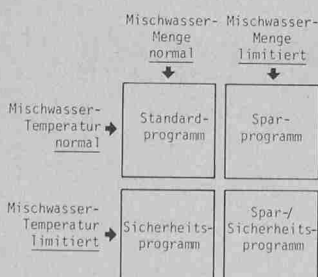 Mischwasser- Mischwasser-
Menge Menge
normal limitiert
Mischwasser-
Temperatur
normal
Standard-
programm
Spar-
programm
Mischwasser-
Temperatur
limitiert
Sicherheits-
programm
Spar-/
Sicherheits-
programm